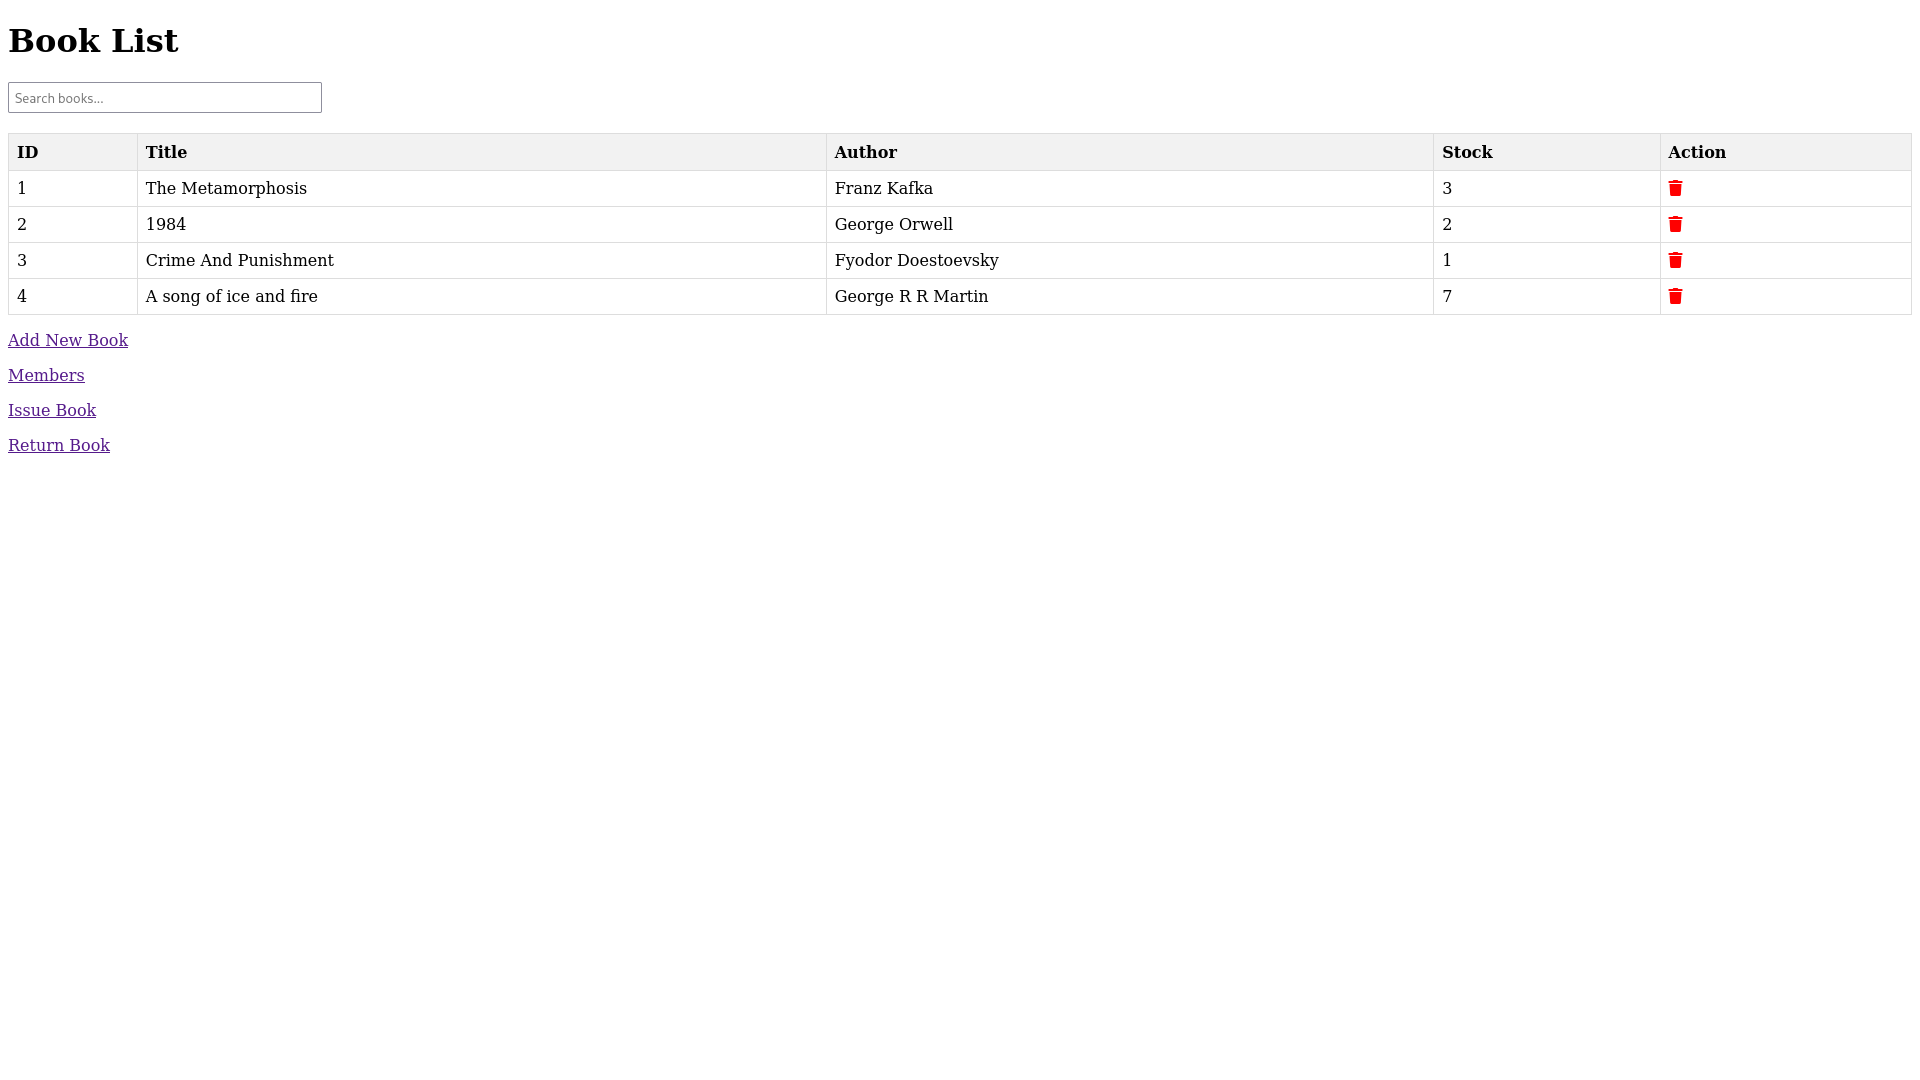 Book List
Search books...
ID Title Author Stock Action
1 The Metamorphosis Franz Kafka 3
2 1984 George Orwell 2
3 Crime And Punishment Fyodor Doestoevsky 1
4 A song of ice and fire George R R Martin 7
Add New Book
Members
Issue Book
Return Book